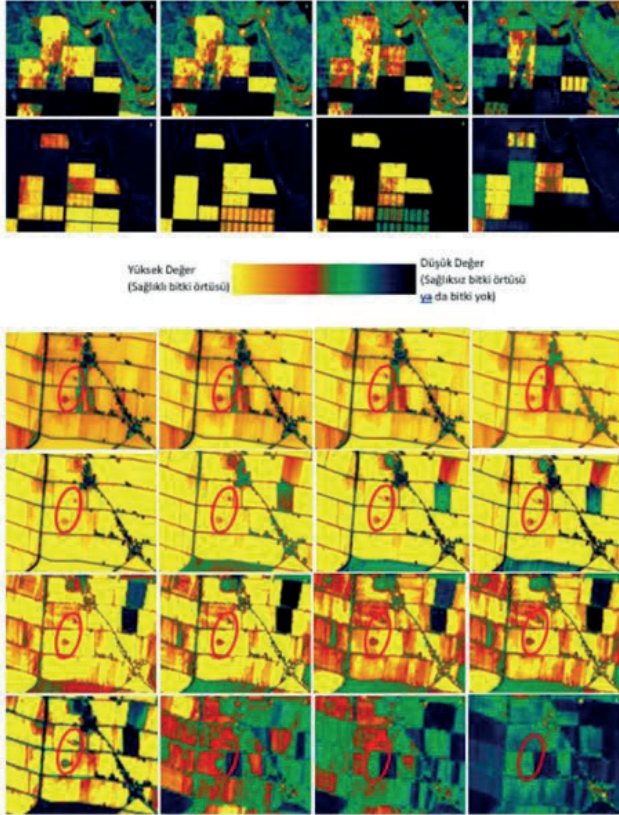 Yüksek Değer
(Sağlıklı bitki örtüsü)
Düşük Değer
(Sağlıksız bitki örtüsü
ya da bitki yok)